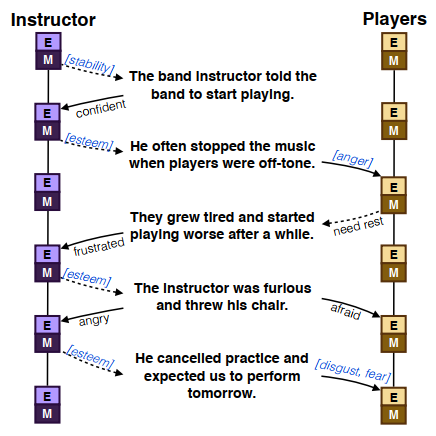 Instructor
Players
E
M
E
M
[stability]
The band instructor told the
band to start playing.
E
M
confident
E
M
[esteem]
He often stopped the music
when players were off-tone.
[anger]
E
M
E
M
They grew tired and started
playing worse after a while.
need rest
frustrated
E
M
E
M
[esteem]
The instructor was furious
and threw his chair.
afraid
angry
E
M
E
M
[esteem]
He cancelled practice and
expected us to perform
tomorrow.
[disgust, fear]
E
M
E
M